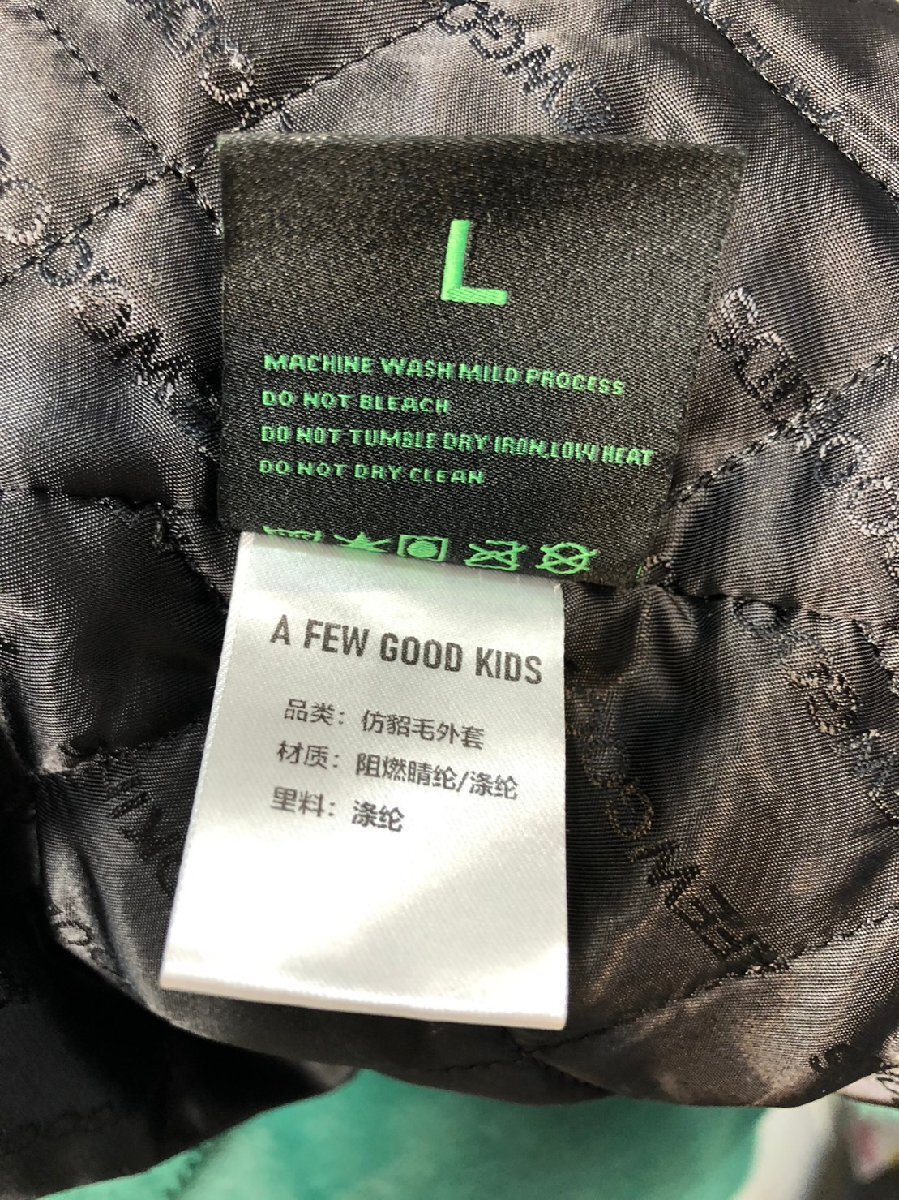 L
MACHINE WASH MILD PROCESS
DO NOT BLEACH
DO NOT TUMBLE DRY IRON,LOW HEAT
DO NOT DRY CLEAN
A FEW GOOD KIDS
品类：仿貂毛外套
材质：阻燃睛纶/涤纶
里料：涤纶